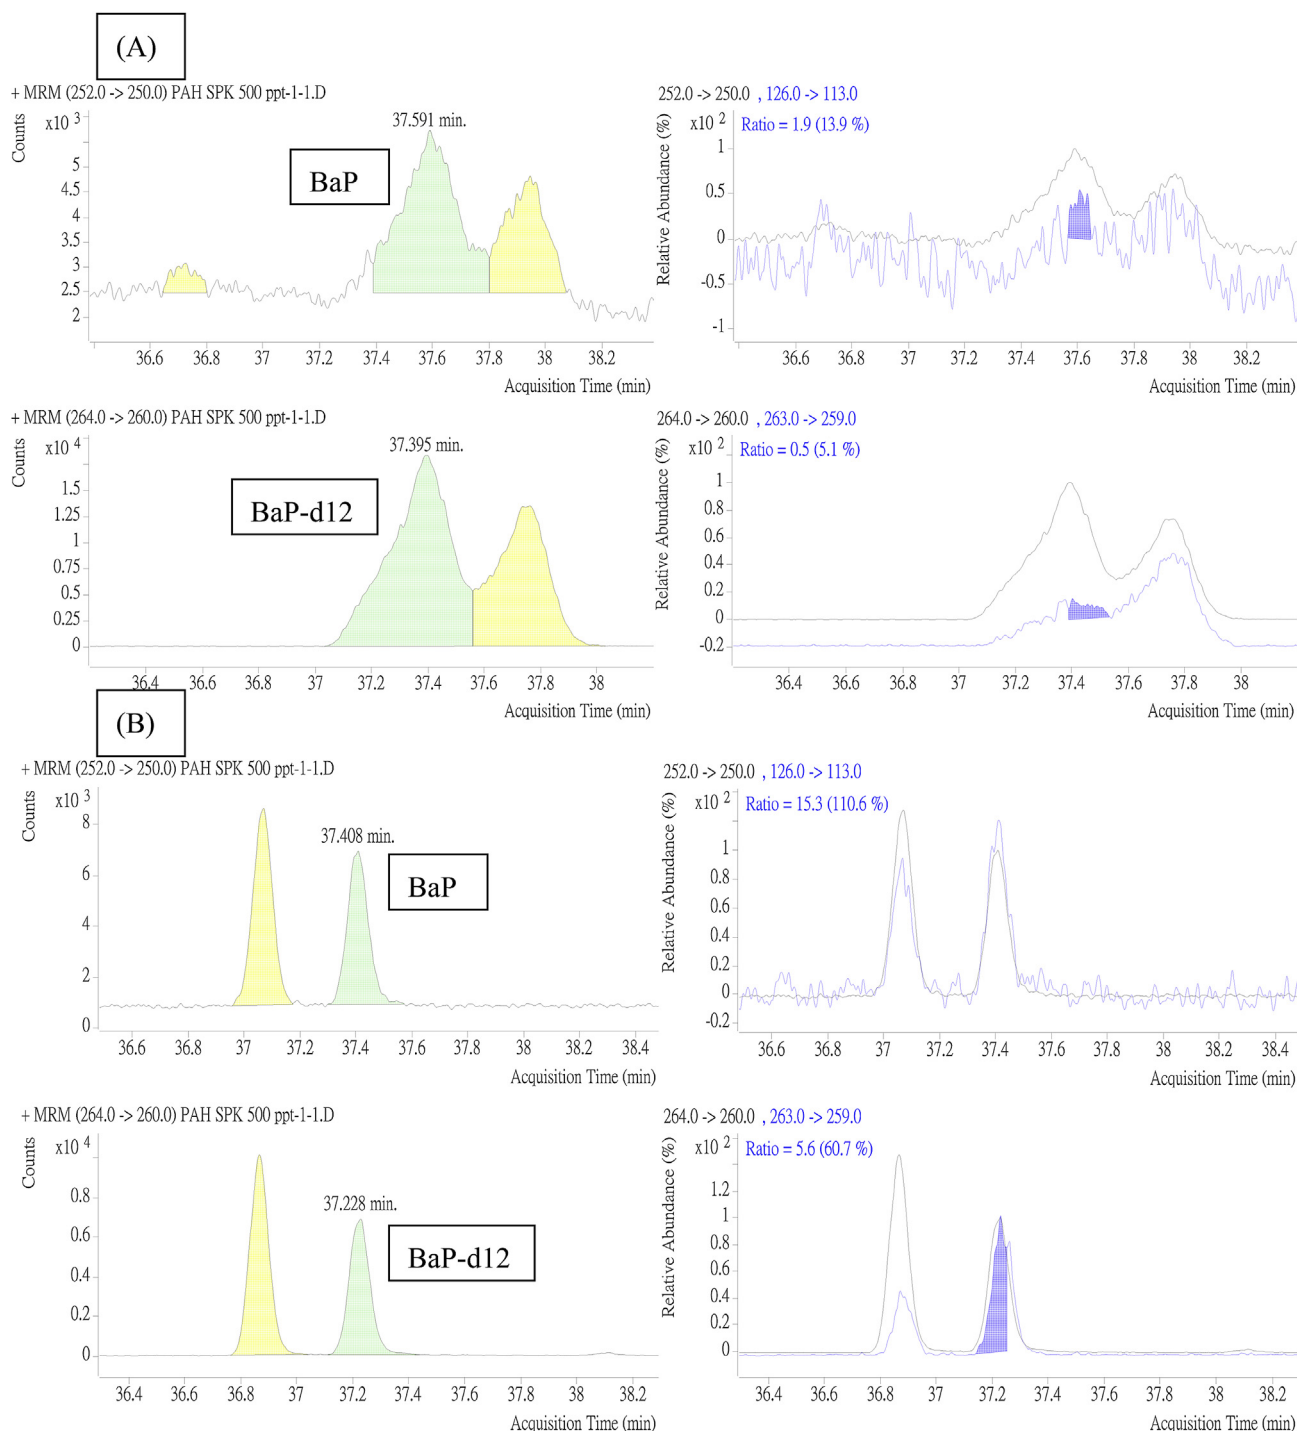 (A)
+ MRM (252.0 -> 250.0) PAH SPK 500 ppt-1-1.D
Counts
x10 3
37.591 min.
BaP
5
4.5
4
3.5
3
2.5
2
36.6 36.8 37 37.2 37.4 37.6 37.8 38 38.2
Acquisition Time (min)
252.0 -> 250.0 , 126.0 -> 113.0
Relative Abundance (%)
x10 2
Ratio = 1.9 (13.9 %)
1
0.5
0
-0.5
-1
36.6 36.8 37 37.2 37.4 37.6 37.8 38 38.2
Acquisition Time (min)
+ MRM (264.0 -> 260.0) PAH SPK 500 ppt-1-1.D
Counts
x10 4
37.395 min.
BaP-d12
1.5
1.25
1
0.75
0.5
0.25
0
36.4 36.6 36.8 37 37.2 37.4 37.6 37.8 38
Acquisition Time (min)
264.0 -> 260.0 , 263.0 -> 259.0
Relative Abundance (%)
x10 2
Ratio = 0.5 (5.1 %)
1
0.8
0.6
0.4
0.2
0
-0.2
36.4 36.6 36.8 37 37.2 37.4 37.6 37.8 38
Acquisition Time (min)
(B)
+ MRM (252.0 -> 250.0) PAH SPK 500 ppt-1-1.D
Counts
x10 3
37.408 min.
BaP
8
6
4
2
0
36.6 36.8 37 37.2 37.4 37.6 37.8 38 38.2 38.4
Acquisition Time (min)
252.0 -> 250.0 , 126.0 -> 113.0
Relative Abundance (%)
x10 2
Ratio = 15.3 (110.6 %)
1
0.8
0.6
0.4
0.2
0
-0.2
36.6 36.8 37 37.2 37.4 37.6 37.8 38 38.2 38.4
Acquisition Time (min)
+ MRM (264.0 -> 260.0) PAH SPK 500 ppt-1-1.D
Counts
x10 4
37.228 min.
BaP-d12
0.8
0.6
0.4
0.2
0
36.4 36.6 36.8 37 37.2 37.4 37.6 37.8 38 38.2
Acquisition Time (min)
264.0 -> 260.0 , 263.0 -> 259.0
Relative Abundance (%)
x10 2
Ratio = 5.6 (60.7 %)
1.2
1
0.8
0.6
0.4
0.2
0
36.4 36.6 36.8 37 37.2 37.4 37.6 37.8 38 38.2
Acquisition Time (min)